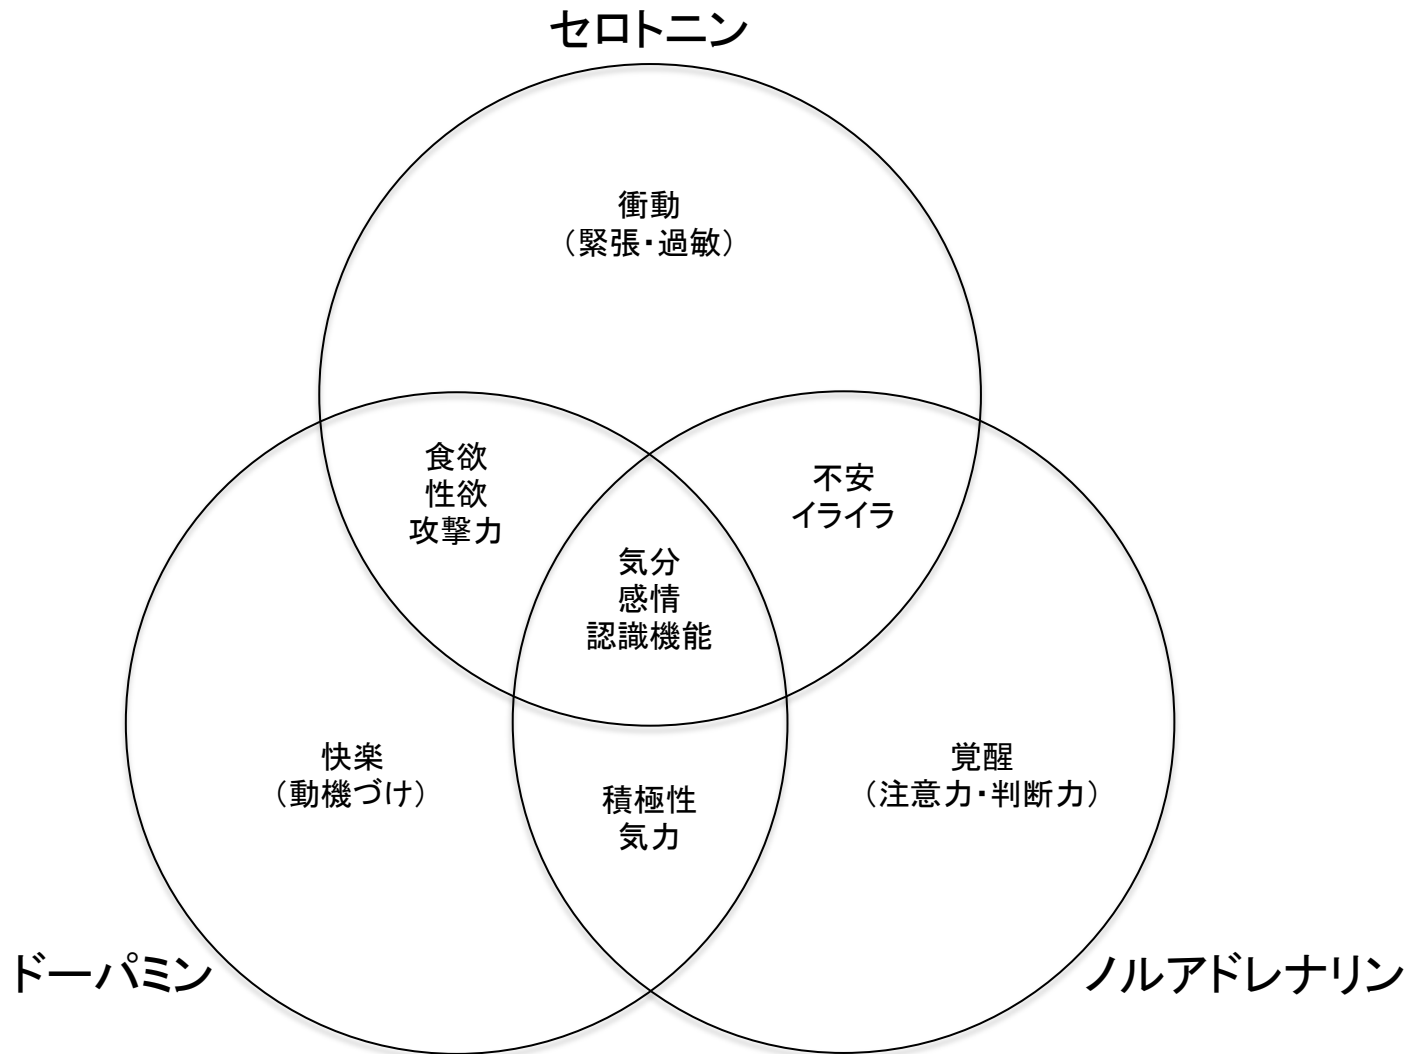 セロトニン
衝動
（緊張・過敏）
食欲
性欲
攻撃力
不安
イライラ
気分
感情
認識機能
快楽
（動機づけ）
積極性
気力
覚醒
（注意力・判断力）
ドーパミン
ノルアドレナリン